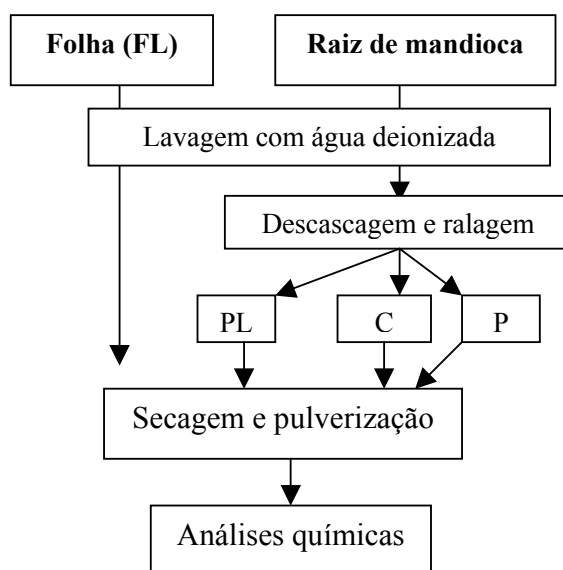 Folha (FL)
Raiz de mandioca
Lavagem com água deionizada
Descascagem e ralagem
PL
C
P
Secagem e pulverização
Análises químicas